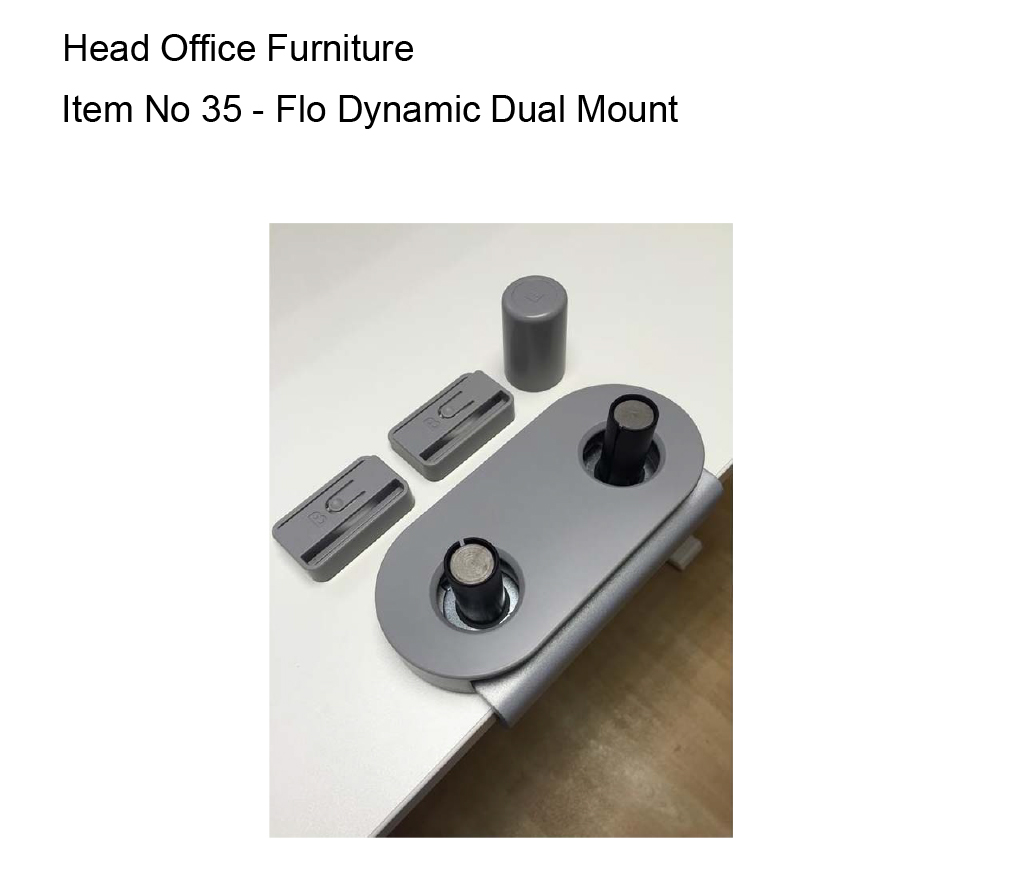 Head Office Furniture
Item No 35 - Flo Dynamic Dual Mount
B
B